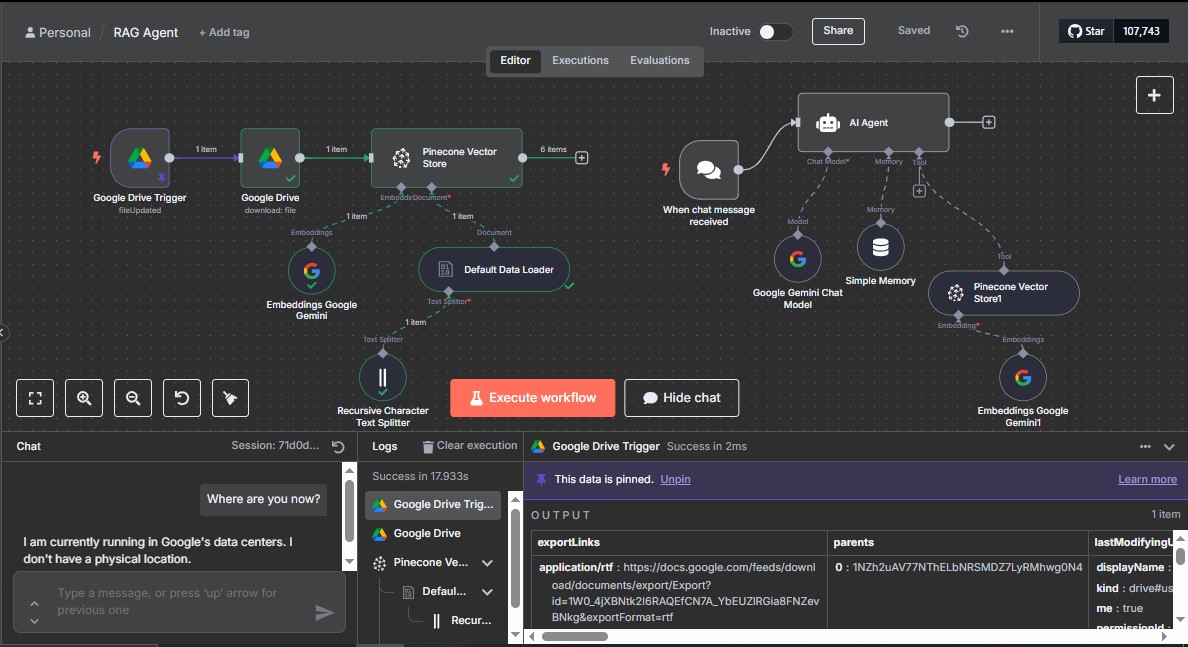 Personal / RAG Agent + Add tag
Inactive
Share
Saved
...
Star 107,743
Editor
Executions
Evaluations
+
1 item
Google Drive Trigger
fileUpdated
1 item
Google Drive
download: file
Pinecone Vector
Store
6 items
Document*
1 item
1 item
Embeddings
Document
Embeddings Google
Gemini
Default Data Loader
Text Splitter*
1 item
Text Splitter
Recursive Character
Text Splitter
AI Agent
Chat Model*
Memory
Tool
When chat message
received
Model
Google Gemini Chat
Model
Memory
Simple Memory
Tool
Pinecone Vector
Store1
Embedding*
Embeddings
Embeddings Google
Gemini1
Execute workflow
Hide chat
Chat
Session: 71d0d...
Where are you now?
I am currently running in Google's data centers. I
don't have a physical location.
Type a message, or press 'up' arrow for
previous one
Logs
Clear execution
Success in 17.933s
Google Drive Trig...
Google Drive
Pinecone Ve...
Defaul...
Recur...
Google Drive Trigger Success in 2ms
...
This data is pinned. Unpin
Learn more
OUTPUT
1 item
exportLinks
application/rtf : https://docs.google.com/feeds/downl
oad/documents/export/Export?
id=1W0_4jXBNtk2I6RAQEfCN7A_YbEUZIRGia8FNZev
BNkg&exportFormat=rtf
parents
0 : 1NZh2uAV77NThELbNRSMDZ7LyRMhwg0N4
lastModifyingU
displayName :
kind : drive#us
me : true
permissionId :